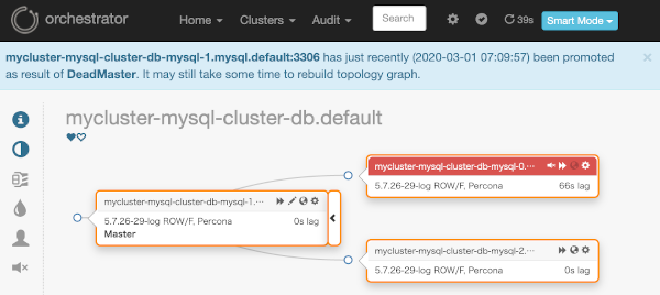 orchestrator Home Clusters Audit Search 39s Smart Mode
mycluster-mysql-cluster-db-mysql-1.mysql.default:3306 has just recently (2020-03-01 07:09:57) been promoted
as result of DeadMaster. It may still take some time to rebuild topology graph.
mycluster-mysql-cluster-db.default
mycluster-mysql-cluster-db-mysql-0.···
5.7.26-29-log ROW/F, Percona 66s lag
mycluster-mysql-cluster-db-mysql-1.···
5.7.26-29-log ROW/F, Percona 0s lag
Master
mycluster-mysql-cluster-db-mysql-2.···
5.7.26-29-log ROW/F, Percona 0s lag